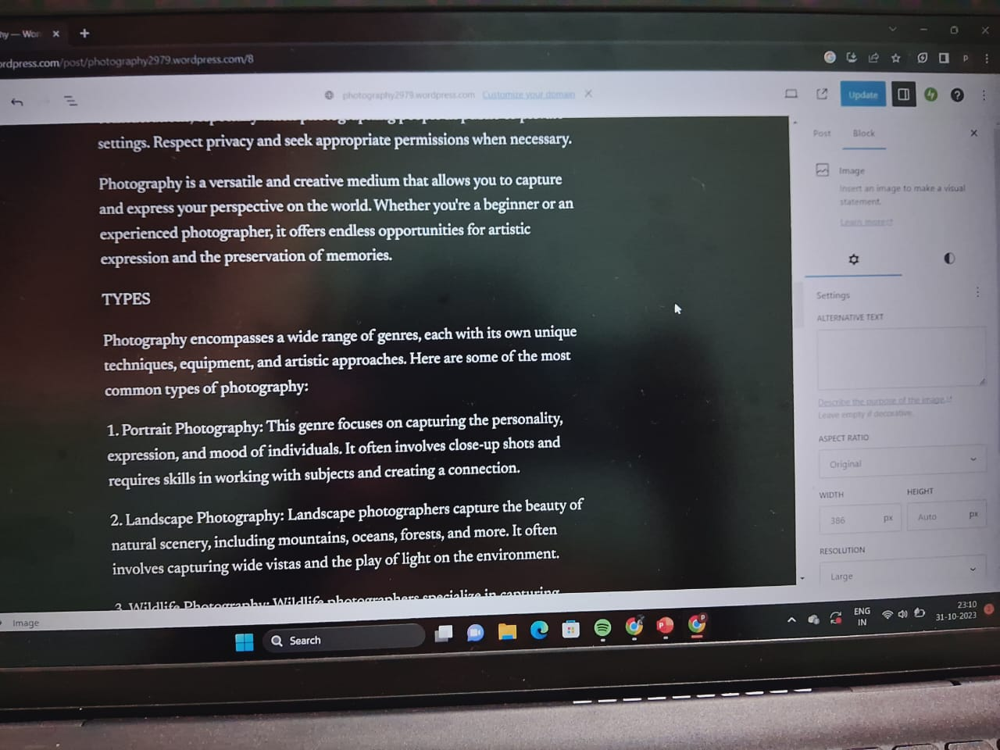 hy — Wor
ordpress.com/post/photography2979.wordpress.com/8
P
photography2979.wordpress.com Customize your domain
Update
settings. Respect privacy and seek appropriate permissions when necessary.
Photography is a versatile and creative medium that allows you to capture
and express your perspective on the world. Whether you're a beginner or an
experienced photographer, it offers endless opportunities for artistic
expression and the preservation of memories.
TYPES
Photography encompasses a wide range of genres, each with its own unique
techniques, equipment, and artistic approaches. Here are some of the most
common types of photography:
1. Portrait Photography: This genre focuses on capturing the personality,
expression, and mood of individuals. It often involves close-up shots and
requires skills in working with subjects and creating a connection.
2. Landscape Photography: Landscape photographers capture the beauty of
natural scenery, including mountains, oceans, forests, and more. It often
involves capturing wide vistas and the play of light on the environment.
3. Wildlife Photography: Wildlife photographers specialize in capturing
Post Block
Image
Insert an image to make a visual
statement.
Learn more
Settings
ALTERNATIVE TEXT
Describe the purpose of the image.
Leave empty if decorative.
ASPECT RATIO
Original
WIDTH HEIGHT
386 px Auto px
RESOLUTION
Large
Image
Search
ENG
IN
23:10
31-10-2023